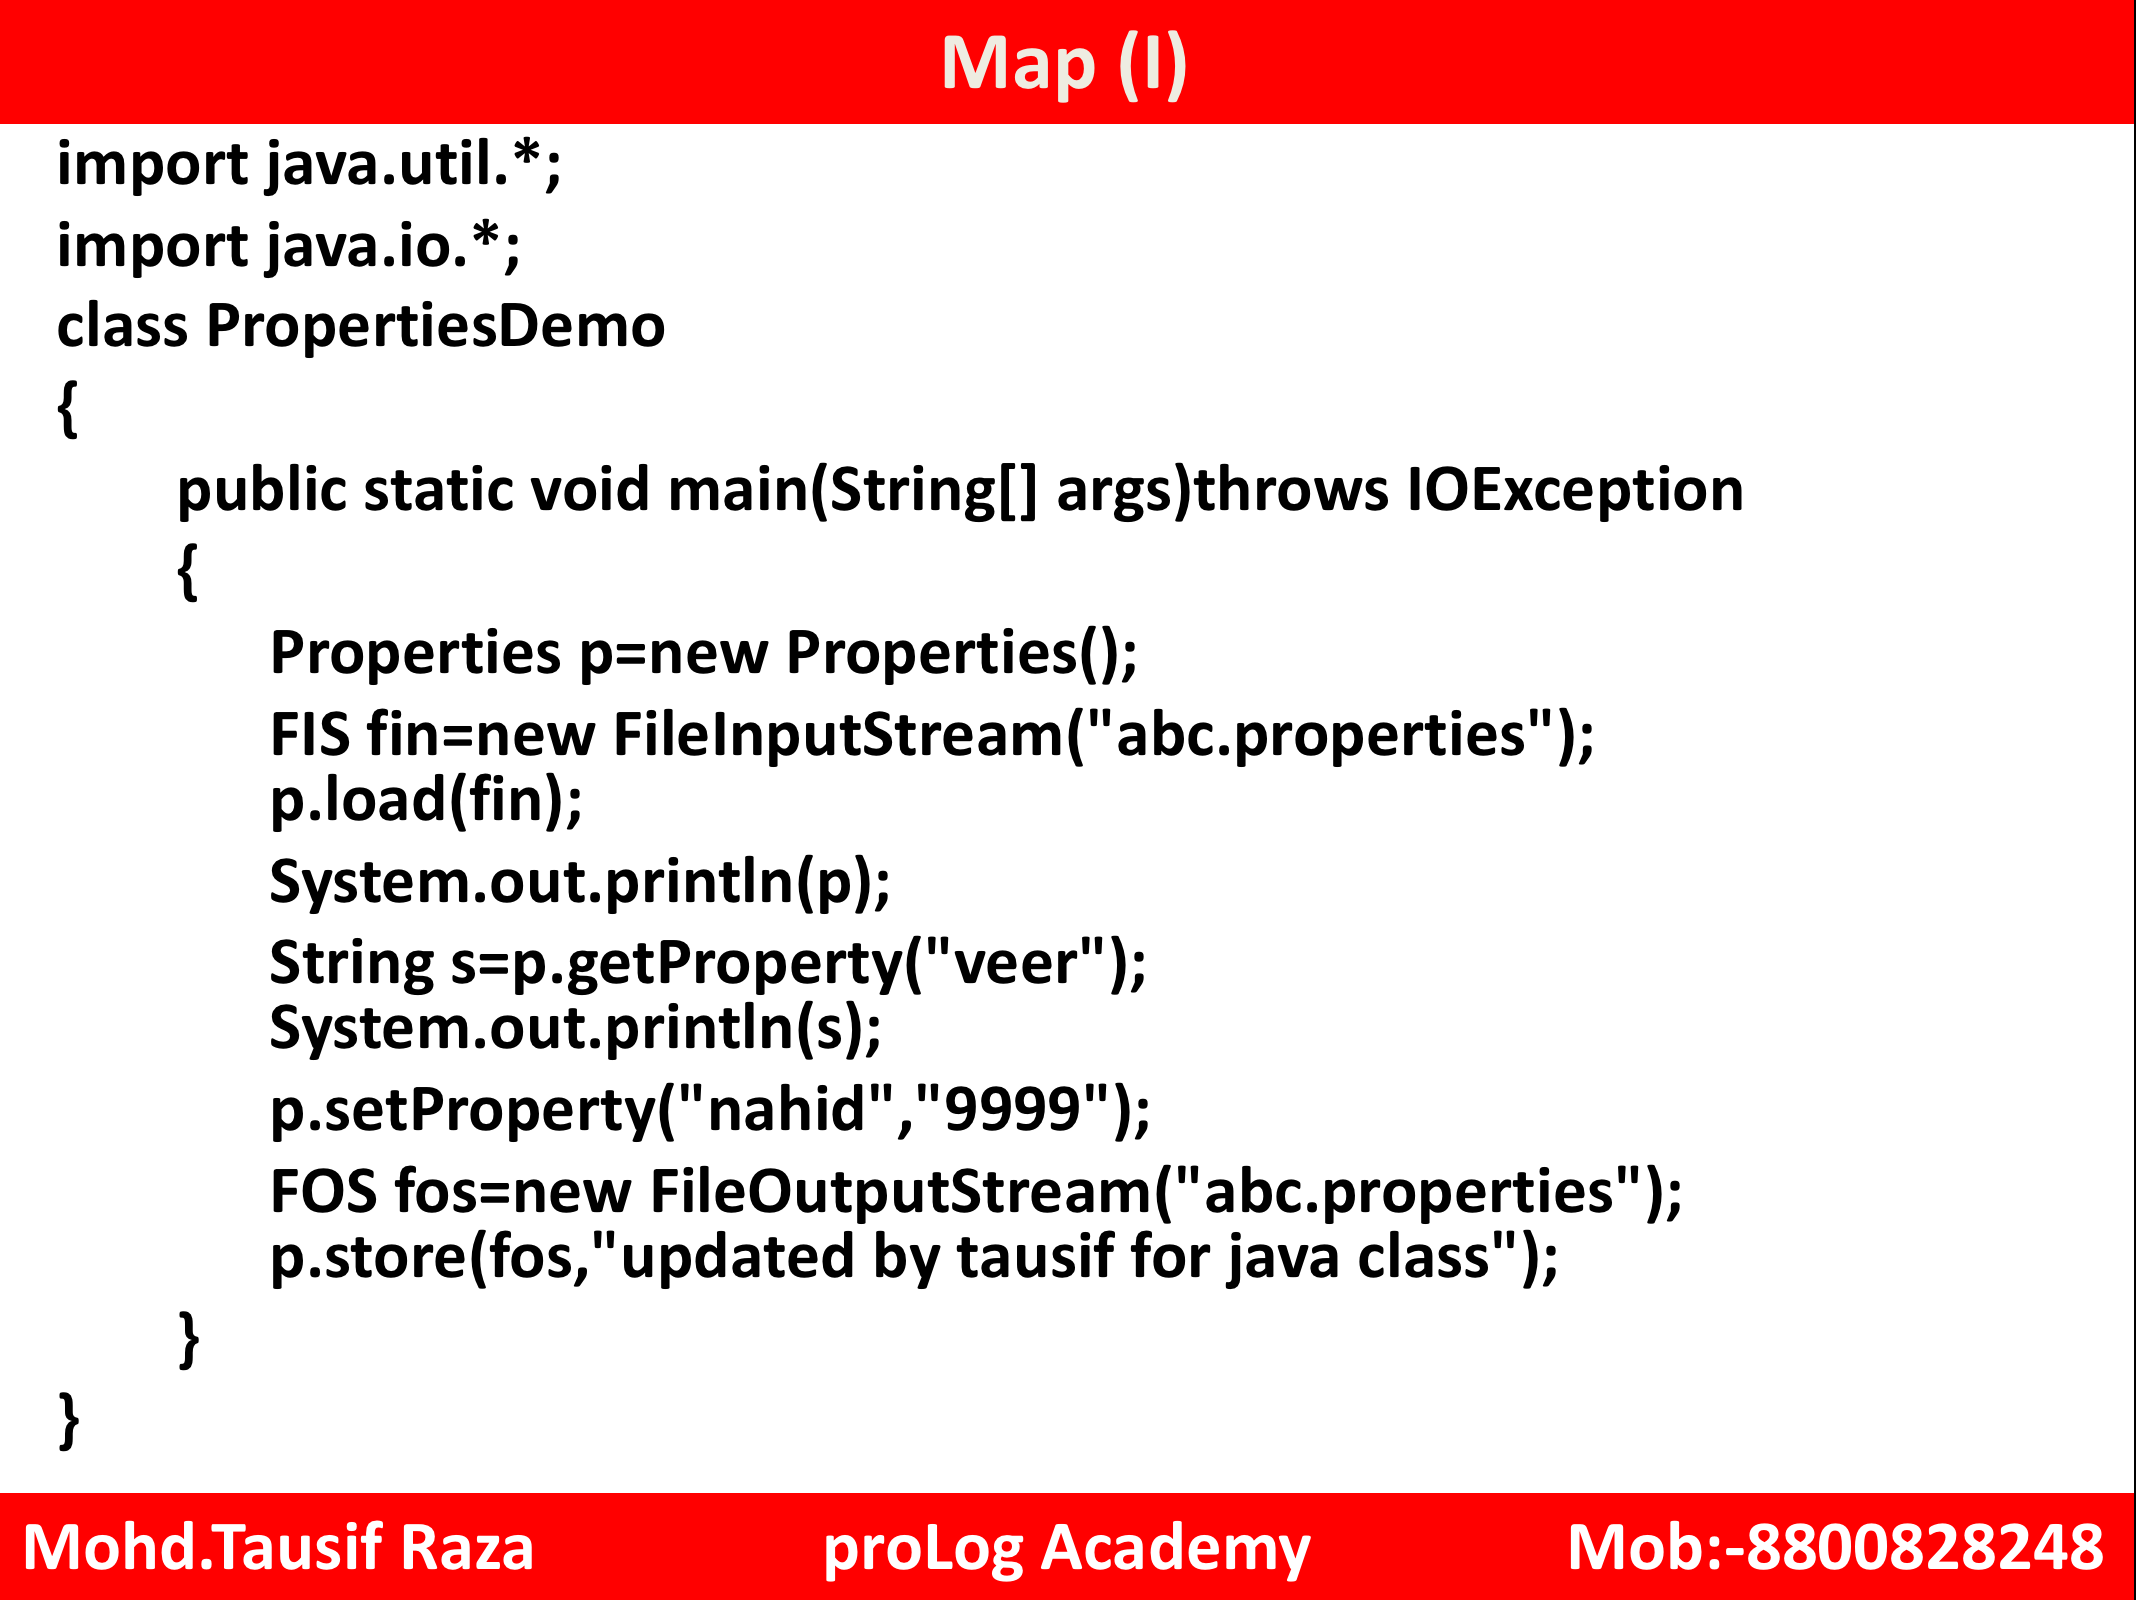 Map (I)
import java.util.*;
import java.io.*;
class PropertiesDemo
{
public static void main(String[] args)throws IOException
{
Properties p=new Properties();
FIS fin=new FileInputStream("abc.properties");
p.load(fin);
System.out.println(p);
String s=p.getProperty("veer");
System.out.println(s);
p.setProperty("nahid","9999");
FOS fos=new FileOutputStream("abc.properties");
p.store(fos,"updated by tausif for java class");
}
}
Mohd.Tausif Raza proLog Academy Mob:-8800828248